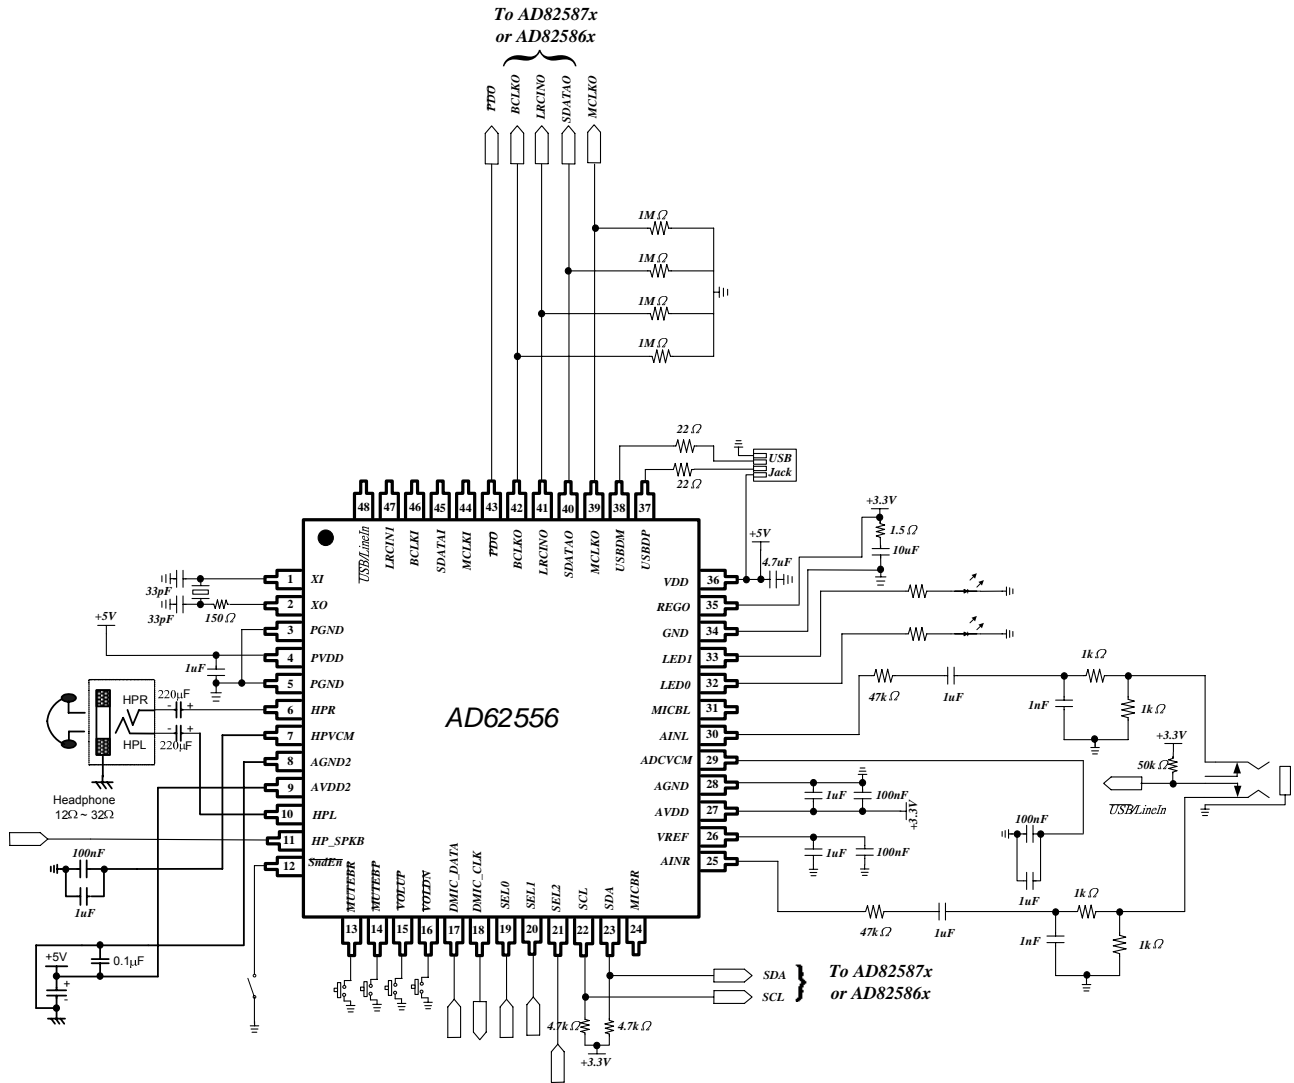 To AD82587x
or AD82586x
PDO
BCLKO
LRCINO
SDATAO
MCLKO
1MΩ
1MΩ
1MΩ
1MΩ
22Ω
22Ω
USB
Jack
48
47
46
45
44
43
42
41
40
39
38
37
USB/LineIn
LRCIN1
BCLKI
SDATAI
MCLKI
PDO
BCLKO
LRCINO
SDATAO
MCLKO
USBDM
USBDP
+3.3V
1.5Ω
10uF
+5V
4.7uF
AD62556
1 XI
2 XO
3 PGND
4 PVDD
5 PGND
6 HPR
7 HPVCM
8 AGND2
9 AVDD2
10 HPL
11 HP_SPKB
12 SndEn
33pF
33pF
150Ω
+5V
1uF
220µF
HPR
- +
HPL
- +
220µF
Headphone
12Ω ~ 32Ω
100nF
1uF
+5V
+
-
0.1µF
VDD 36
REGO 35
GND 34
LED1 33
LED0 32
MICBL 31
AINL 30
ADCVCM 29
AGND 28
AVDD 27
VREF 26
AINR 25
47kΩ
1uF
1nF
1kΩ
1kΩ
+3.3V
50kΩ
USB/LineIn
1uF
100nF
+3.3V
1uF
100nF
100nF
1uF
47kΩ
1uF
1nF
1kΩ
1kΩ
MUTEBR
MUTEBP
VOLUP
VOLDN
DMIC_DATA
DMIC_CLK
SEL0
SEL1
SEL2
SCL
SDA
MICBR
13
14
15
16
17
18
19
20
21
22
23
24
SDA
SCL
To AD82587x
or AD82586x
4.7kΩ
4.7kΩ
+3.3V